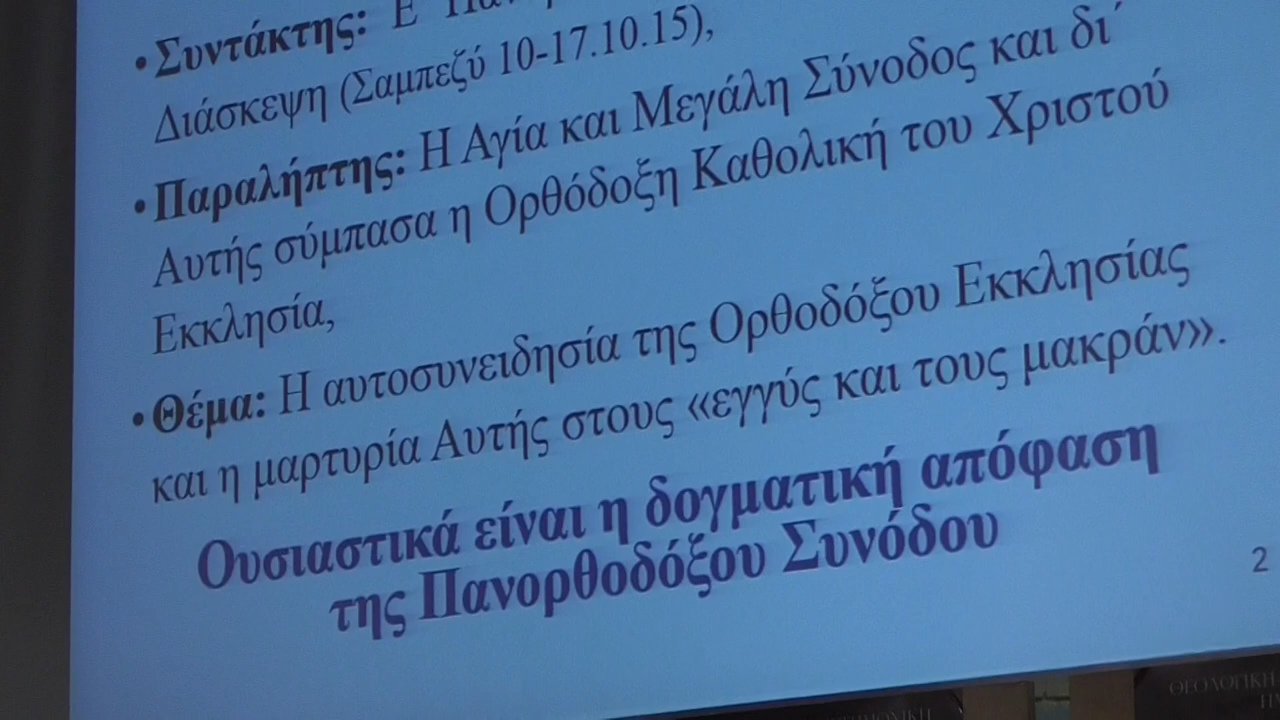 •Συντάκτης: Ε΄
Διάσκεψη (Σαμπεζύ 10-17.10.15),
•Παραλήπτης: Η Αγία και Μεγάλη Σύνοδος και δι΄
Αυτής σύμπασα η Ορθόδοξη Καθολική του Χριστού
Εκκλησία,
•Θέμα: Η αυτοσυνειδησία της Ορθοδόξου Εκκλησίας
και η μαρτυρία Αυτής στους «εγγύς και τους μακράν».
Ουσιαστικά είναι η δογματική απόφαση
της Πανορθοδόξου Συνόδου
2